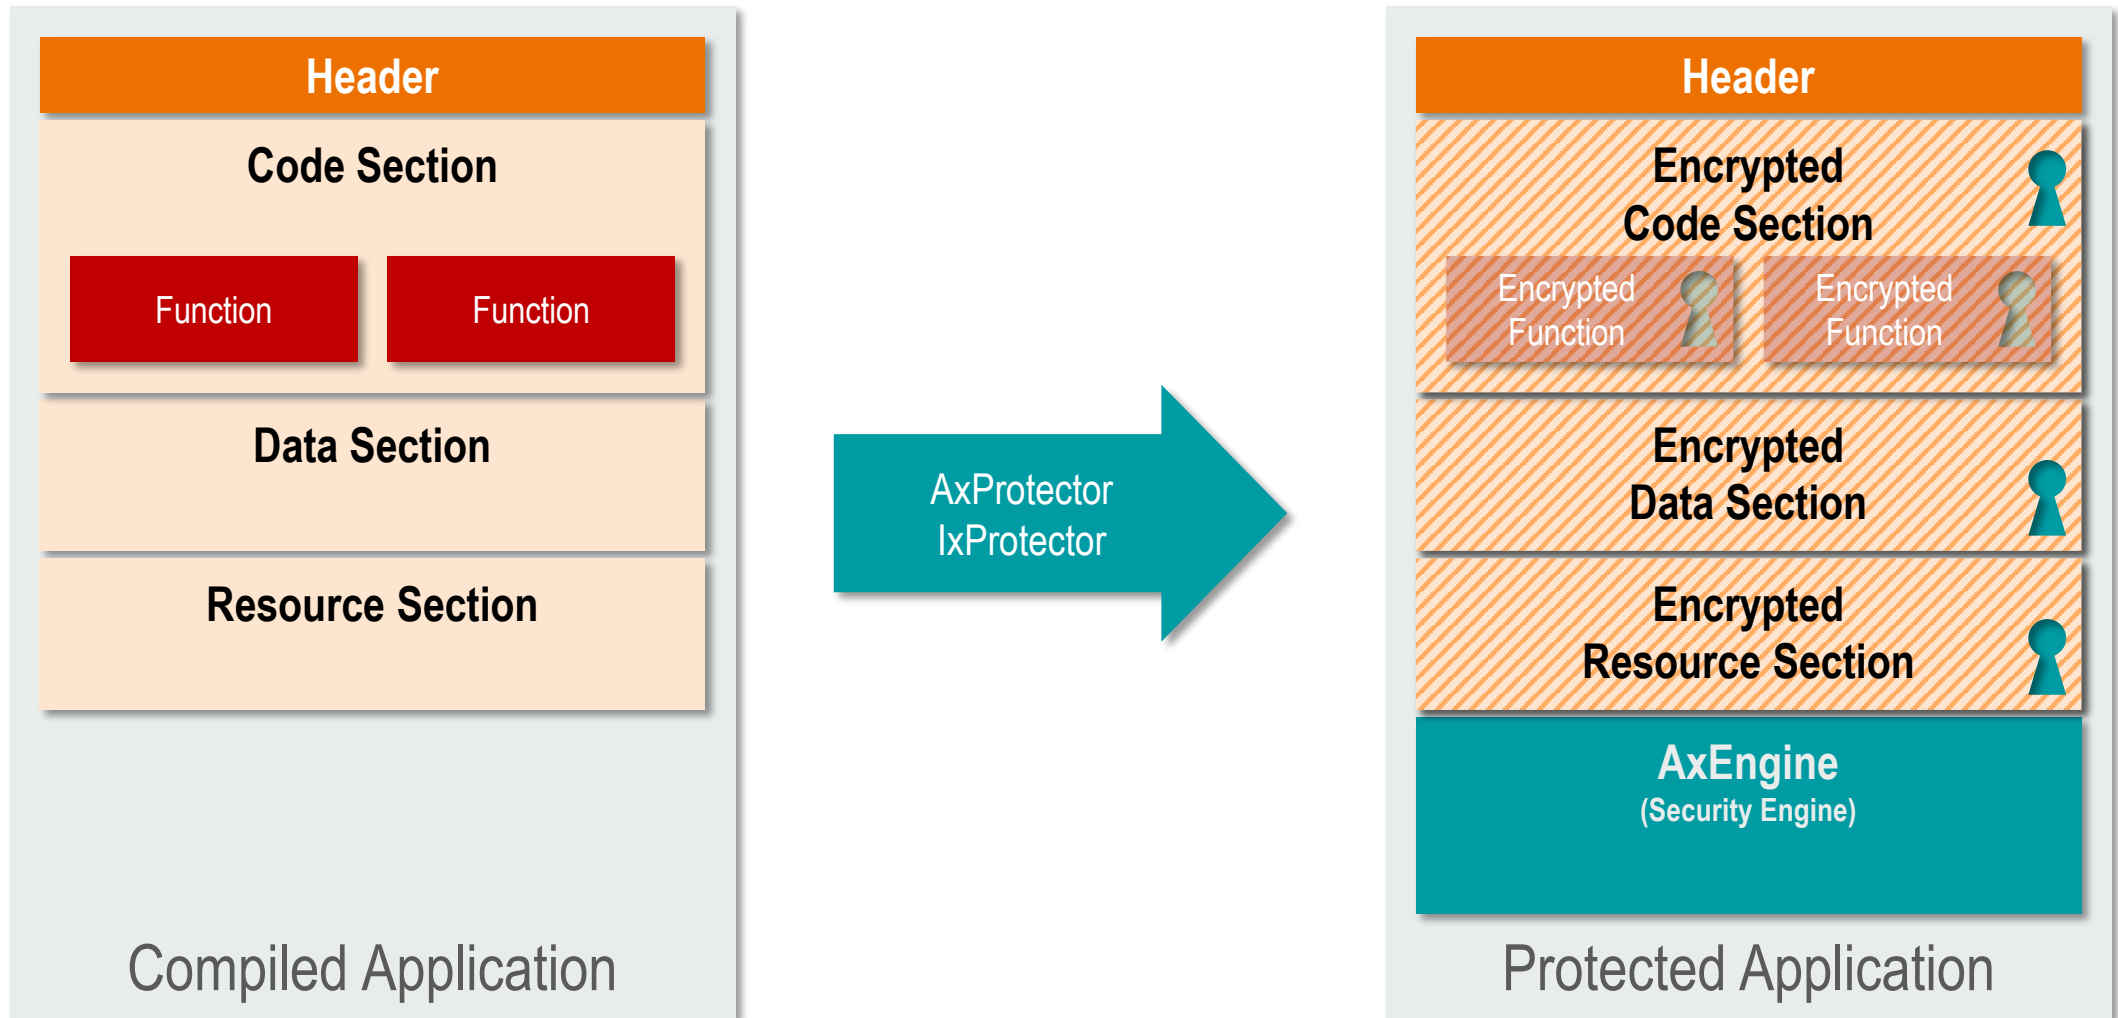 Header
Code Section
Function
Function
Data Section
Resource Section
Compiled Application
AxProtector
IxProtector
Header
Encrypted
Code Section
Encrypted
Function
Encrypted
Function
Encrypted
Data Section
Encrypted
Resource Section
AxEngine
(Security Engine)
Protected Application